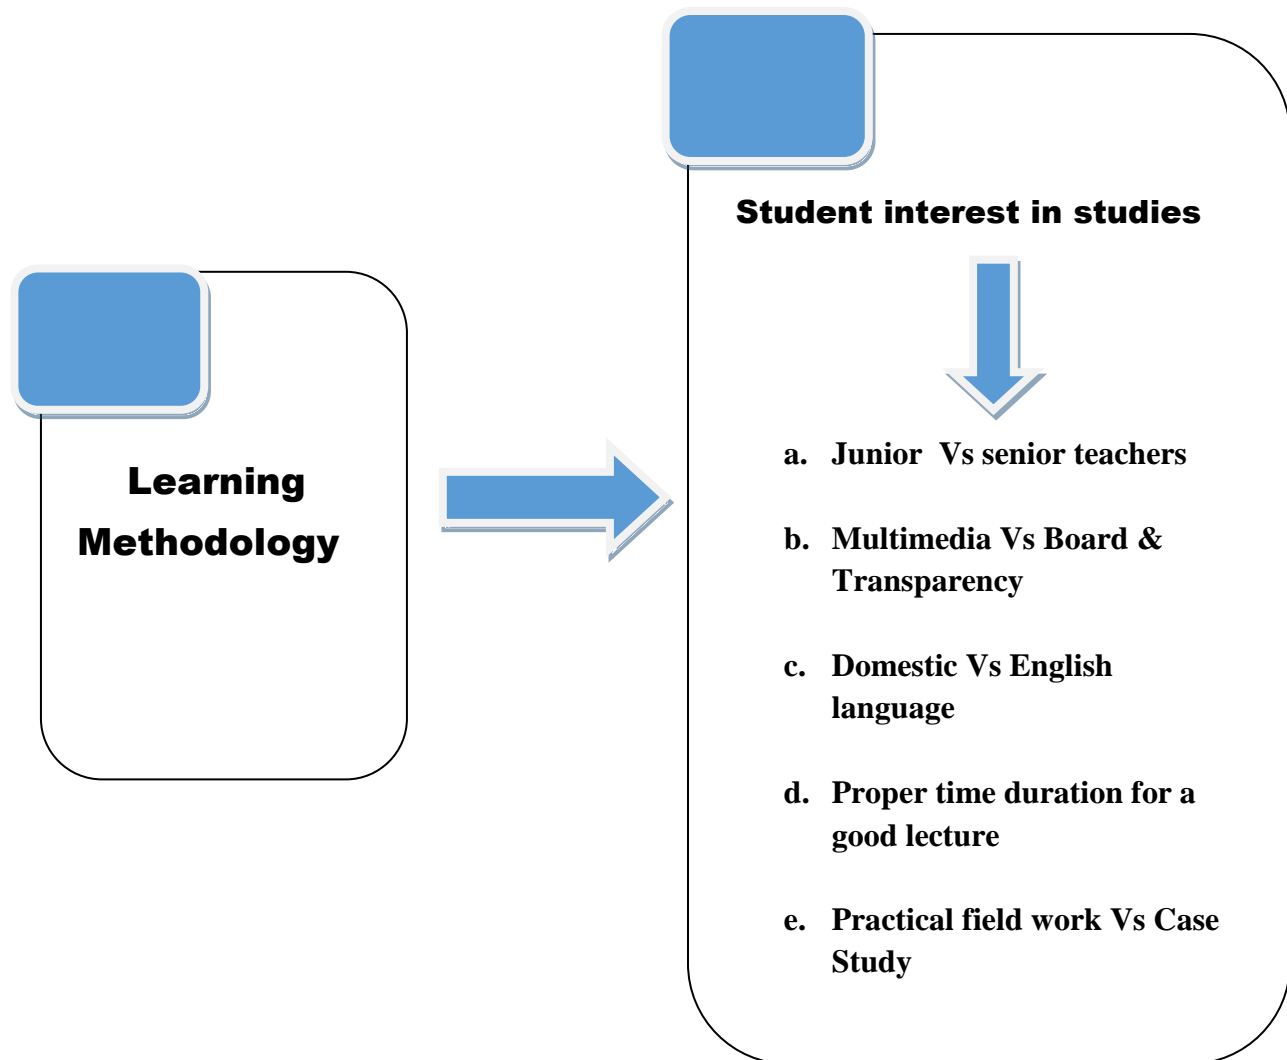 Learning
Methodology
Student interest in studies
a. Junior  Vs senior teachers
b. Multimedia Vs Board &
Transparency
c. Domestic Vs English
language
d. Proper time duration for a
good lecture
e. Practical field work Vs Case
Study